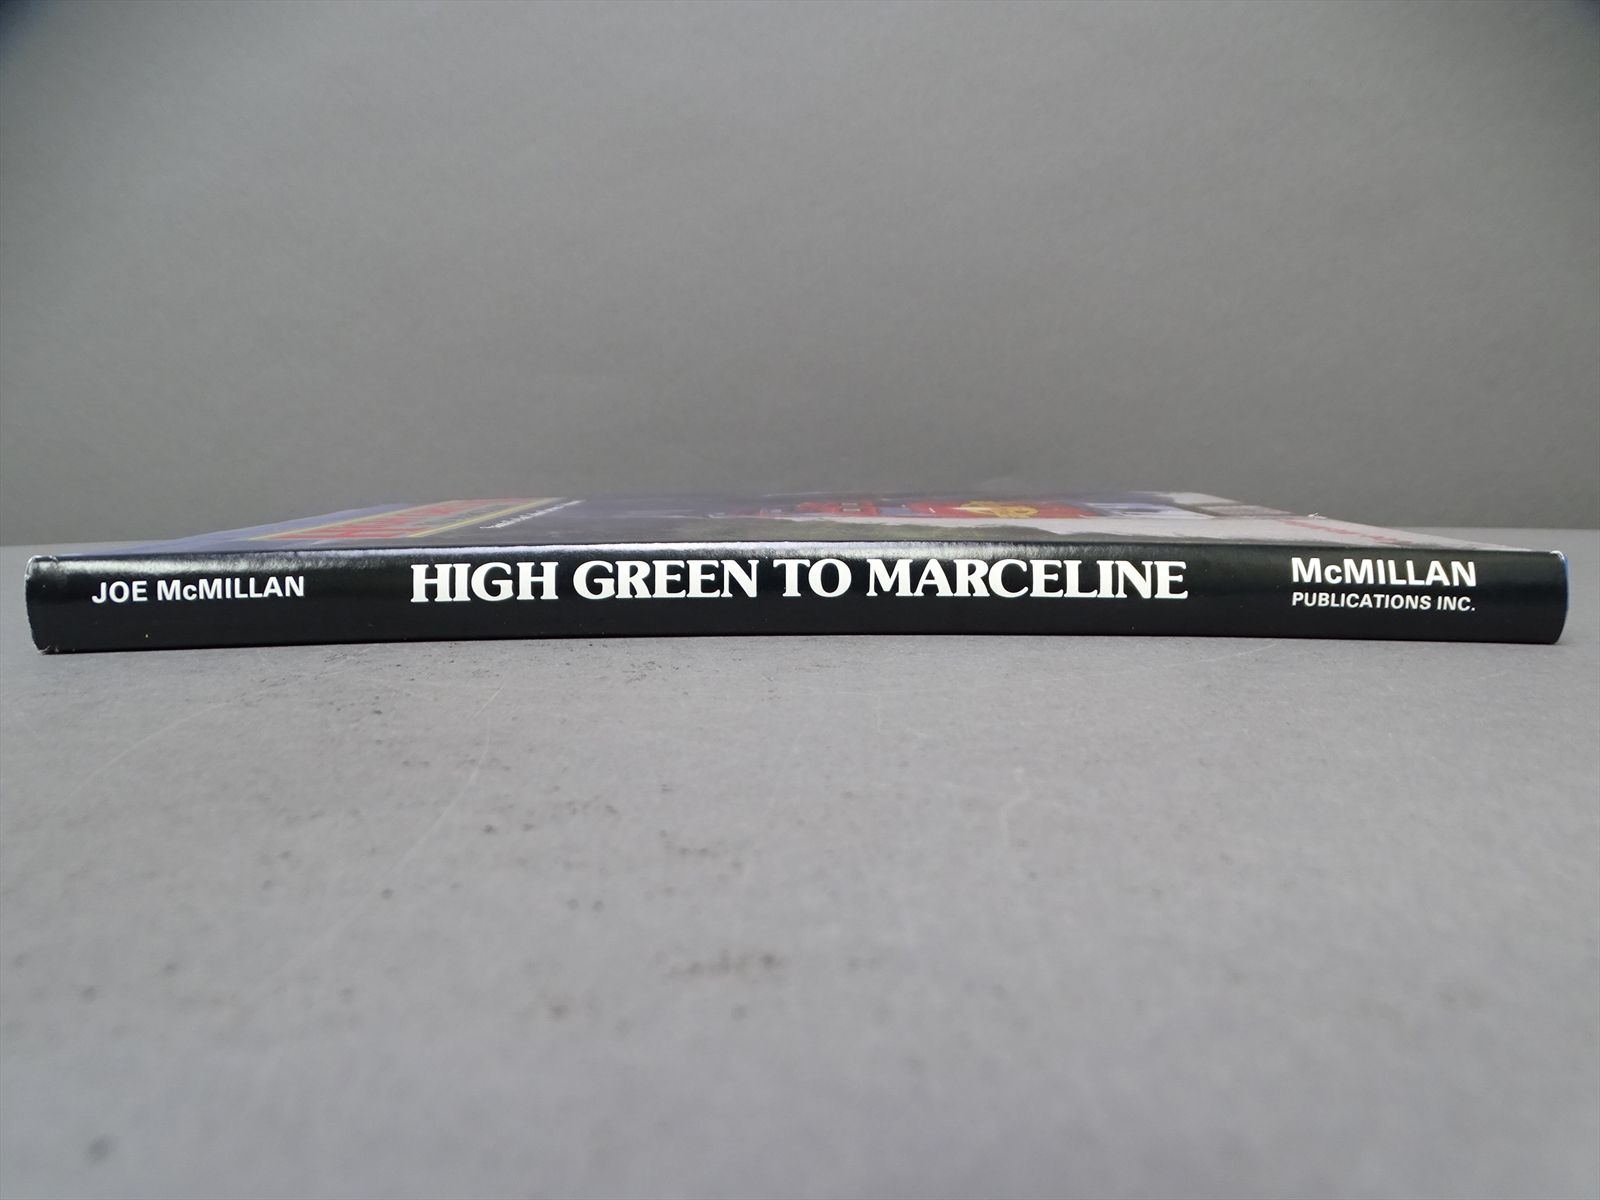 JOE McMILLAN
HIGH GREEN TO MARCELINE
McMILLAN
PUBLICATIONS INC.